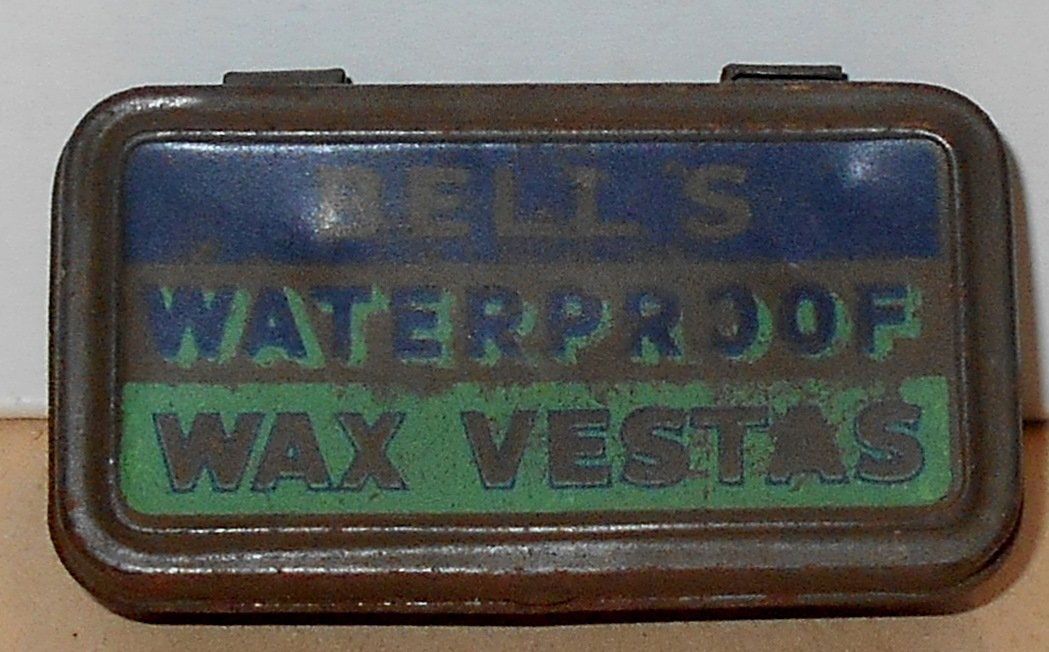 BELL'S
WATERPROOF
WAX VESTAS